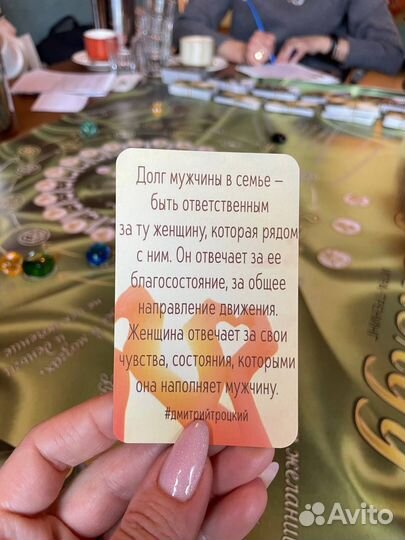 Долг мужчины в семье –
быть ответственным
за ту женщину, которая рядом
с ним. Он отвечает за ее
благосостояние, за общее
направление движения.
Женщина отвечает за свои
чувства, состояния, которыми
она наполняет мужчину.
#дмитрийтроцкий
Avito